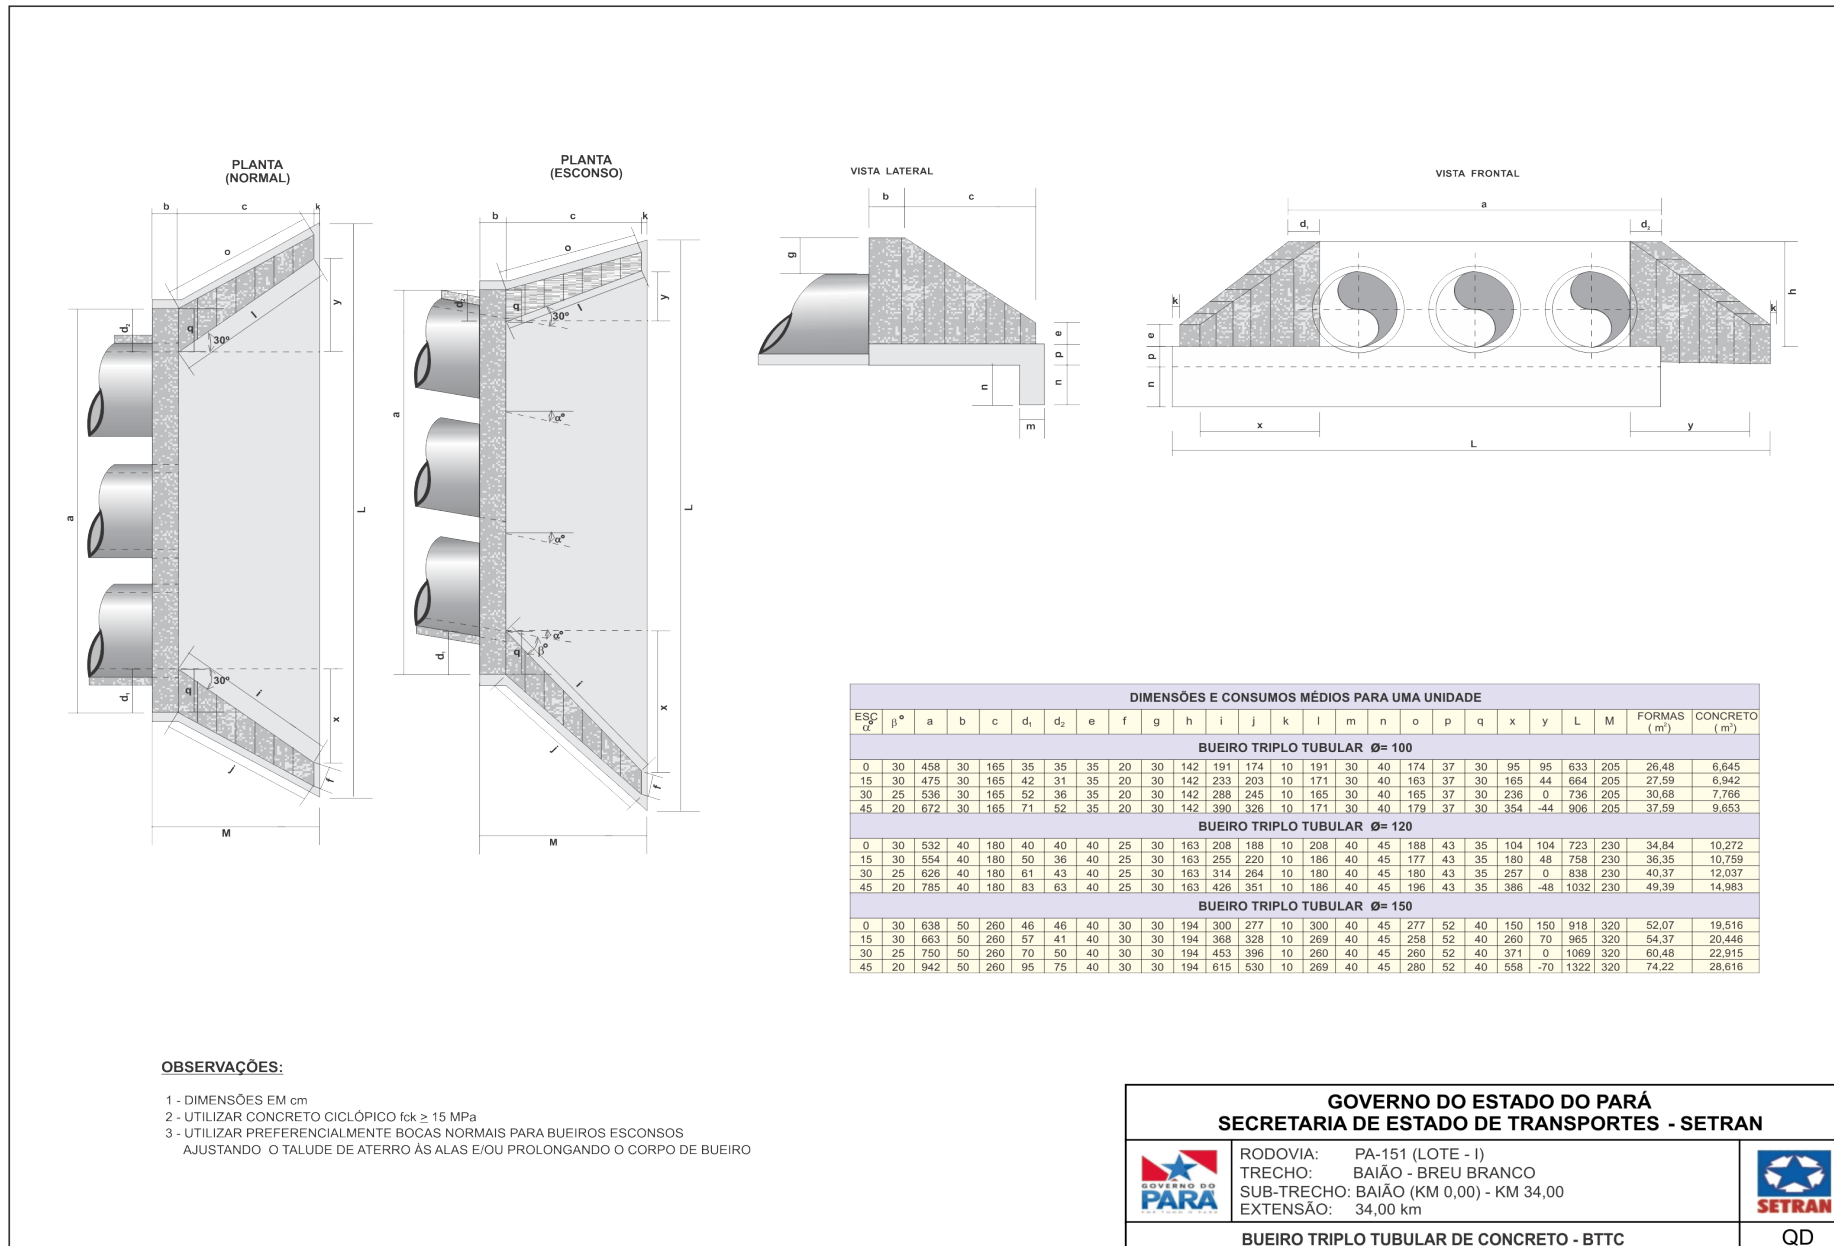 PLANTA
(NORMAL)
b c k
o
y
d₂
q
l
30º
a
L
q
30º
i
d₁
x
j
f
M
PLANTA
(ESCONSO)
b c k
o
d₂
q
y
30º
l
a
αº
αº
L
αº
βº
d₁
q
i
x
j
f
M
VISTA LATERAL
b c
g
e
p
n n
m
VISTA FRONTAL
a
d₁ d₂
k k
h
e
p
n
x y
L
DIMENSÕES E CONSUMOS MÉDIOS PARA UMA UNIDADE
ESC αº βº a b c d₁ d₂ e f g h i j k l m n o p q x y L M FORMAS (m²) CONCRETO (m³)
BUEIRO TRIPLO TUBULAR Ø= 100
0 30 458 30 165 35 35 35 20 30 142 191 174 10 191 30 40 174 37 30 95 95 633 205 26,48 6,645
15 30 475 30 165 42 31 35 20 30 142 233 203 10 171 30 40 163 37 30 165 44 664 205 27,59 6,942
30 25 536 30 165 52 36 35 20 30 142 288 245 10 165 30 40 165 37 30 236 0 736 205 30,68 7,766
45 20 672 30 165 71 52 35 20 30 142 390 326 10 171 30 40 179 37 30 354 -44 906 205 37,59 9,653
BUEIRO TRIPLO TUBULAR Ø= 120
0 30 532 40 180 40 40 40 25 30 163 208 188 10 208 40 45 188 43 35 104 104 723 230 34,84 10,272
15 30 554 40 180 50 36 40 25 30 163 255 220 10 186 40 45 177 43 35 180 48 758 230 36,35 10,759
30 25 626 40 180 61 43 40 25 30 163 314 264 10 180 40 45 180 43 35 257 0 838 230 40,37 12,037
45 20 785 40 180 83 63 40 25 30 163 426 351 10 186 40 45 196 43 35 386 -48 1032 230 49,39 14,983
BUEIRO TRIPLO TUBULAR Ø= 150
0 30 638 50 260 46 46 40 30 30 194 300 277 10 300 40 45 277 52 40 150 150 918 320 52,07 19,516
15 30 663 50 260 57 41 40 30 30 194 368 328 10 269 40 45 258 52 40 260 70 965 320 54,37 20,446
30 25 750 50 260 70 50 40 30 30 194 453 396 10 260 40 45 260 52 40 371 0 1069 320 60,48 22,915
45 20 942 50 260 95 75 40 30 30 194 615 530 10 269 40 45 280 52 40 558 -70 1322 320 74,22 28,616
OBSERVAÇÕES:
1 - DIMENSÕES EM cm
2 - UTILIZAR CONCRETO CICLÓPICO fck ≥ 15 MPa
3 - UTILIZAR PREFERENCIALMENTE BOCAS NORMAIS PARA BUEIROS ESCONSOS
AJUSTANDO O TALUDE DE ATERRO ÀS ALAS E/OU PROLONGANDO O CORPO DE BUEIRO
GOVERNO DO ESTADO DO PARÁ
SECRETARIA DE ESTADO DE TRANSPORTES - SETRAN
GOVERNO DO
PARÁ
RODOVIA: PA-151 (LOTE - I)
TRECHO: BAIÃO - BREU BRANCO
SUB-TRECHO: BAIÃO (KM 0,00) - KM 34,00
EXTENSÃO: 34,00 km
SETRAN
BUEIRO TRIPLO TUBULAR DE CONCRETO - BTTC
QD